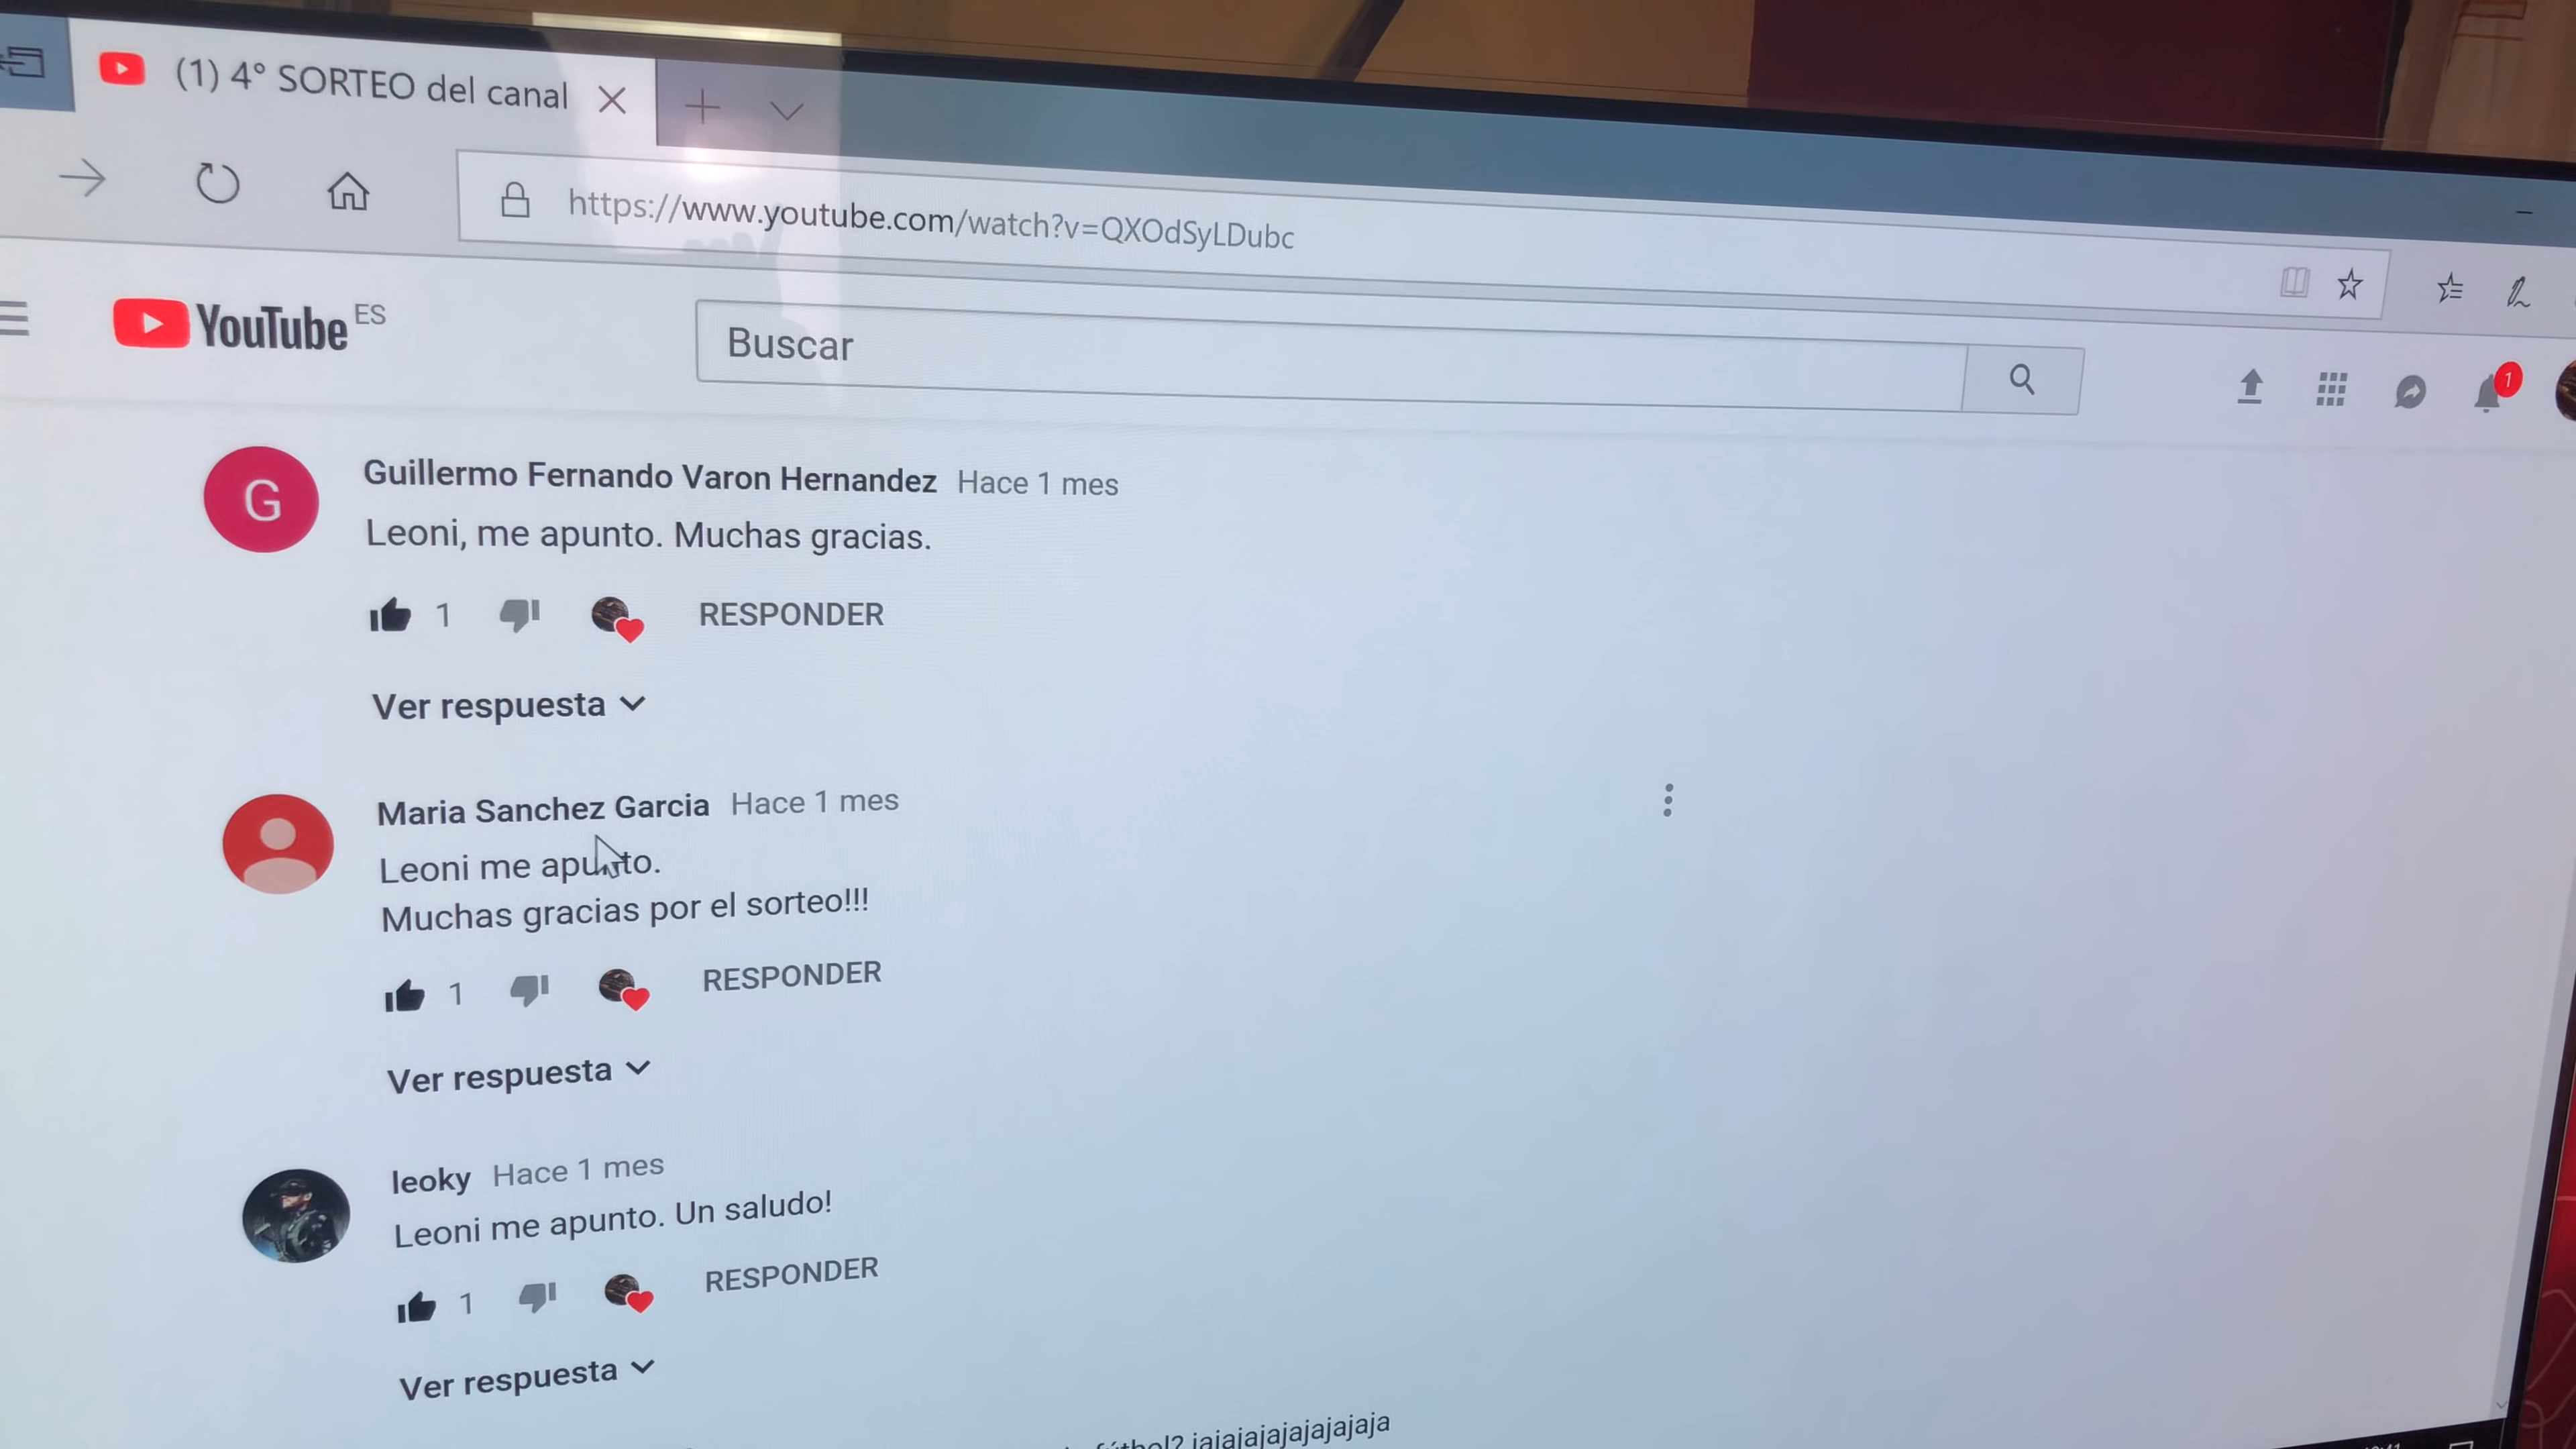 (1) 4° SORTEO del canal
https://www.youtube.com/watch?v=QXOdSyLDubc
YouTube ES
Buscar
1
G
Guillermo Fernando Varon Hernandez Hace 1 mes
Leoni, me apunto. Muchas gracias.
1 RESPONDER
Ver respuesta
Maria Sanchez Garcia Hace 1 mes
Leoni me apunto.
Muchas gracias por el sorteo!!!
1 RESPONDER
Ver respuesta
leoky Hace 1 mes
Leoni me apunto. Un saludo!
1 RESPONDER
Ver respuesta
jajajajajajajajaja